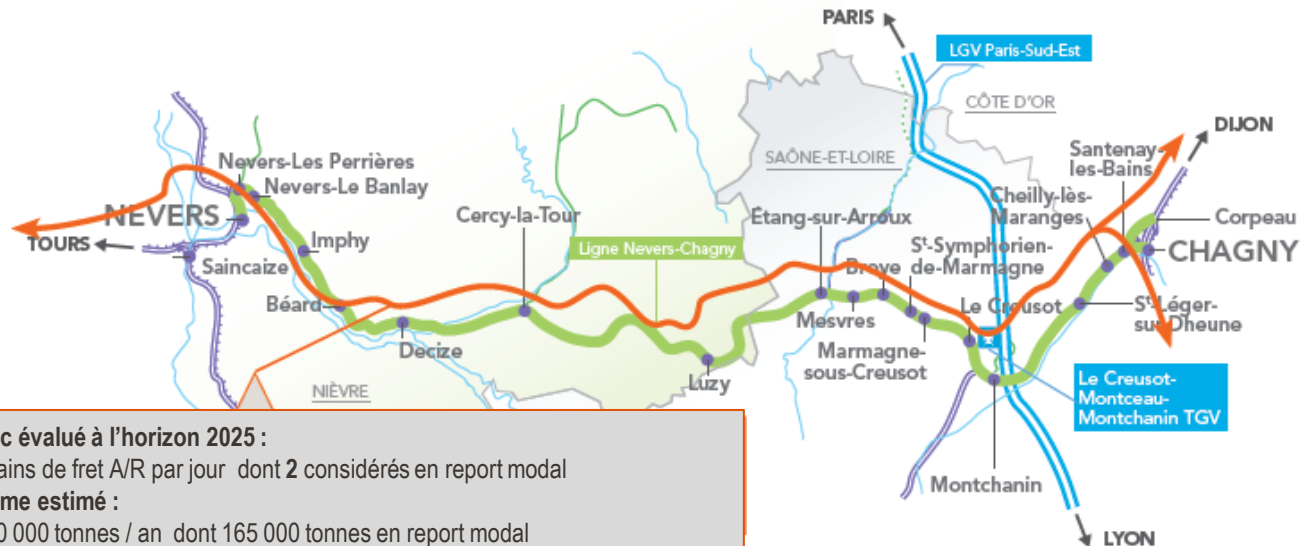 PARIS
LGV Paris-Sud-Est
CÔTE D'OR
DIJON
SAÔNE-ET-LOIRE
Santenay-
les-Bains
Nevers-Les Perrières
Nevers-Le Banlay
Cheilly-lès-
Maranges
NEVERS
Cercy-la-Tour
Étang-sur-Arroux
Corpeau
TOURS
Imphy
Ligne Nevers-Chagny
St-Symphorien-
de-Marmagne
CHAGNY
Saincaize
Broye
Béard
Le Creusot
St-Léger-
sur-Dheune
Mesvres
Decize
Marmagne-
sous-Creusot
Luzy
NIÈVRE
Le Creusot-
Montceau-
Montchanin TGV
Montchanin
LYON
évalué à l'horizon 2025 :
de fret A/R par jour dont 2 considérés en report modal
estimé :
000 tonnes / an dont 165 000 tonnes en report modal